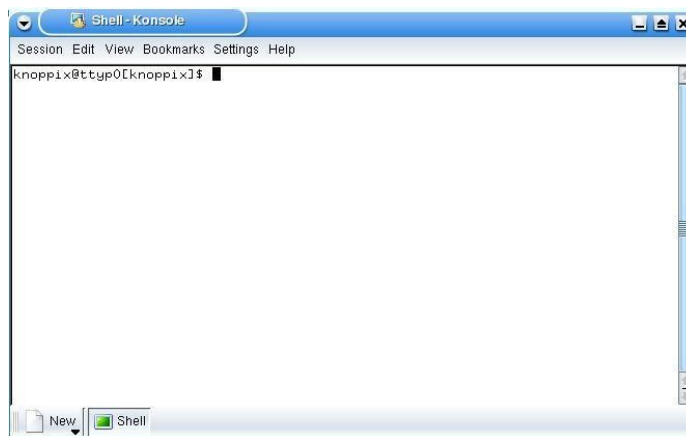 Shell - Konsole
Session Edit View Bookmarks Settings Help
knoppix@ttyp0[knoppix]$
New Shell